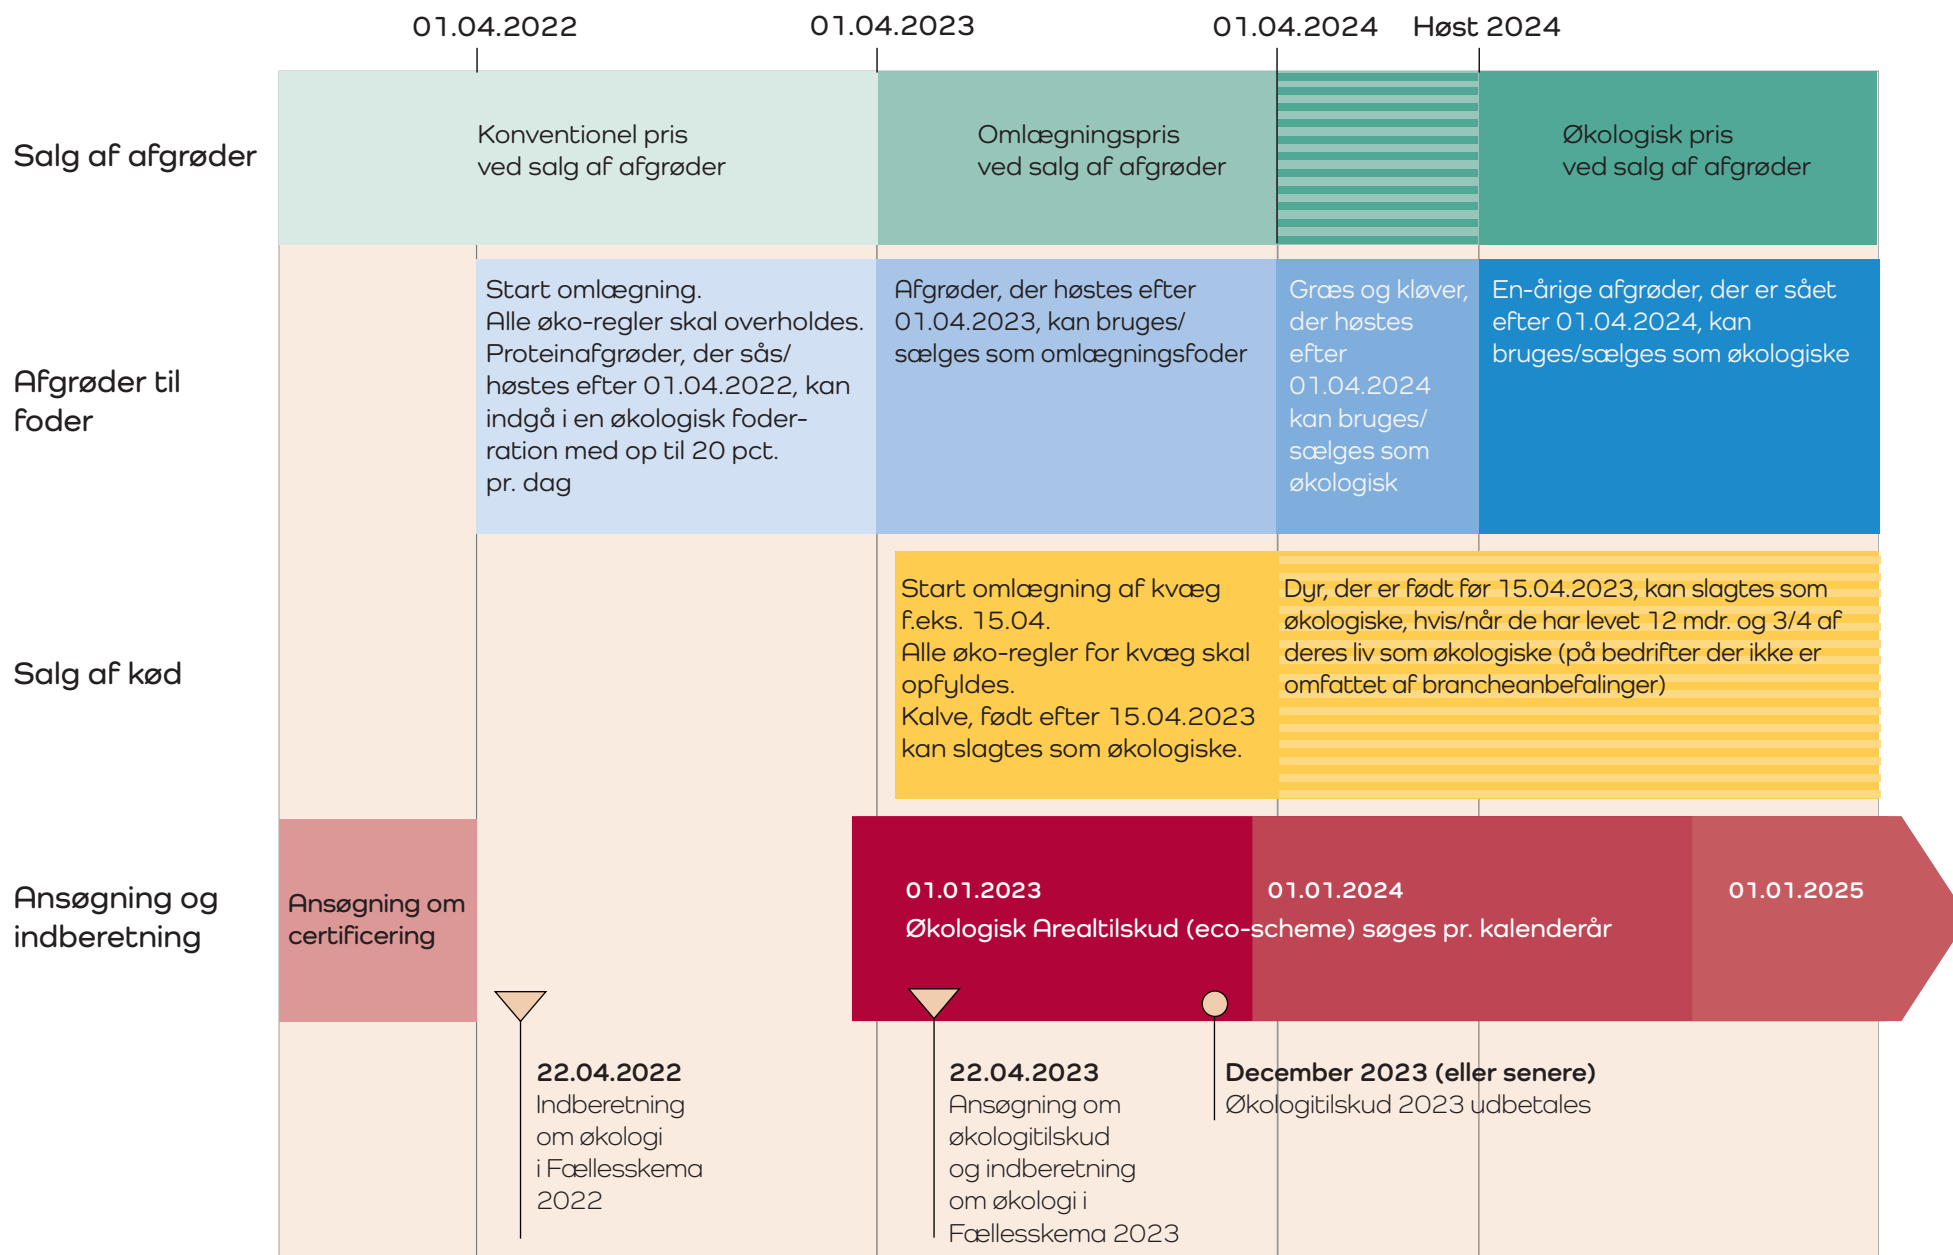 01.04.2022
01.04.2023
01.04.2024
Høst 2024
Salg af afgrøder
Konventionel pris
ved salg af afgrøder
Omlægningspris
ved salg af afgrøder
Økologisk pris
ved salg af afgrøder
Afgrøder til
foder
Start omlægning.
Alle øko-regler skal overholdes.
Proteinafgrøder, der sås/
høstes efter 01.04.2022, kan
indgå i en økologisk foder-
ration med op til 20 pct.
pr. dag
Afgrøder, der høstes efter
01.04.2023, kan bruges/
sælges som omlægningsfoder
Græs og kløver,
der høstes
efter
01.04.2024
kan bruges/
sælges som
økologisk
En-årige afgrøder, der er sået
efter 01.04.2024, kan
bruges/sælges som økologiske
Salg af kød
Start omlægning af kvæg
f.eks. 15.04.
Alle øko-regler for kvæg skal
opfyldes.
Kalve, født efter 15.04.2023
kan slagtes som økologiske.
Dyr, der er født før 15.04.2023, kan slagtes som
økologiske, hvis/når de har levet 12 mdr. og 3/4 af
deres liv som økologiske (på bedrifter der ikke er
omfattet af brancheanbefalinger)
Ansøgning og
indberetning
Ansøgning om
certificering
01.01.2023
01.01.2024
01.01.2025
Økologisk Arealtilskud (eco-scheme) søges pr. kalenderår
22.04.2022
Indberetning
om økologi
i Fællesskema
2022
22.04.2023
Ansøgning om
økologitilskud
og indberetning
om økologi i
Fællesskema 2023
December 2023 (eller senere)
Økologitilskud 2023 udbetales